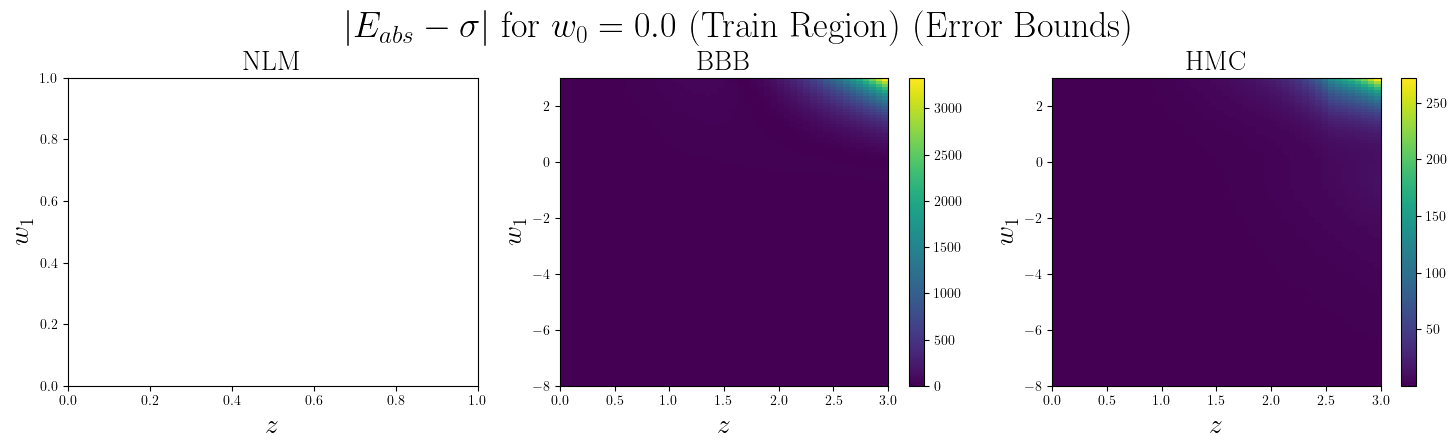 |E_abs − σ| for w_0 = 0.0 (Train Region) (Error Bounds)
NLM
1.0
0.8
0.6
0.4
0.2
0.0
w_1
0.0 0.2 0.4 0.6 0.8 1.0
z
BBB
2
0
−2
−4
−6
−8
w_1
0.0 0.5 1.0 1.5 2.0 2.5 3.0
z
3000
2500
2000
1500
1000
500
0
HMC
2
0
−2
−4
−6
−8
w_1
0.0 0.5 1.0 1.5 2.0 2.5 3.0
z
250
200
150
100
50